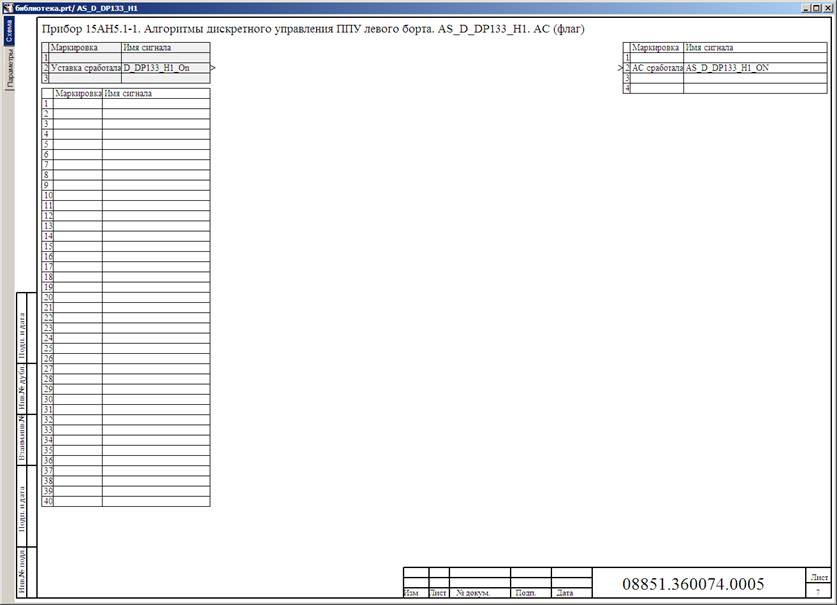 библиотека.prt/ AS_D_DP133_H1
Схема
Параметры
Прибор 15АН5.1-1. Алгоритмы дискретного управления ППУ левого борта. AS_D_DP133_H1. АС (флаг)
Маркировка Имя сигнала
1
2 Уставка сработала D_DP133_H1_On >
3
Маркировка Имя сигнала
1
> 2 АС сработала AS_D_DP133_H1_ON
3
4
Маркировка Имя сигнала
1
2
3
4
5
6
7
8
9
10
11
12
13
14
15
16
17
18
19
20
21
22
23
24
25
26
27
28
29
30
31
32
33
34
35
36
37
38
39
40
Подп. и дата
Инв.№ дубл.
Взам.инв.№
Подп. и дата
Инв.№ подл.
Изм Лист № докум. Подп. Дата
08851.360074.0005
Лист
?